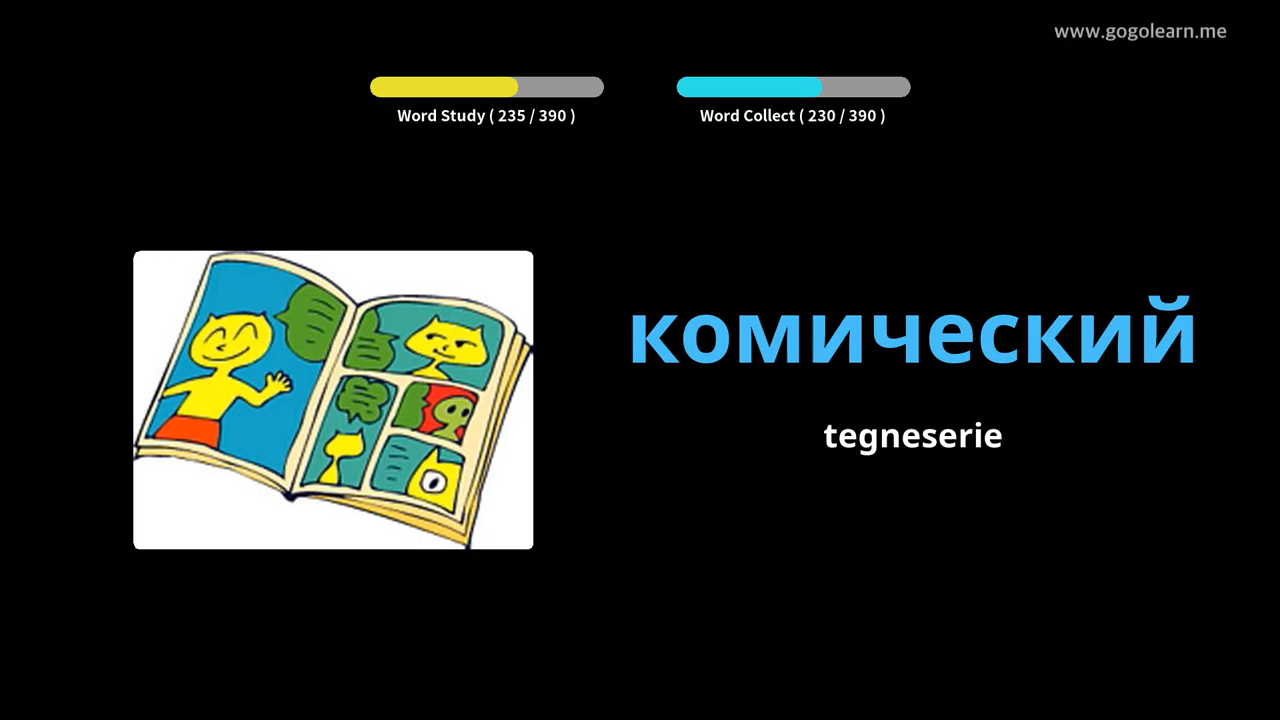 www.gogolearn.me
Word Study ( 235 / 390 )
Word Collect ( 230 / 390 )
комический
tegneserie